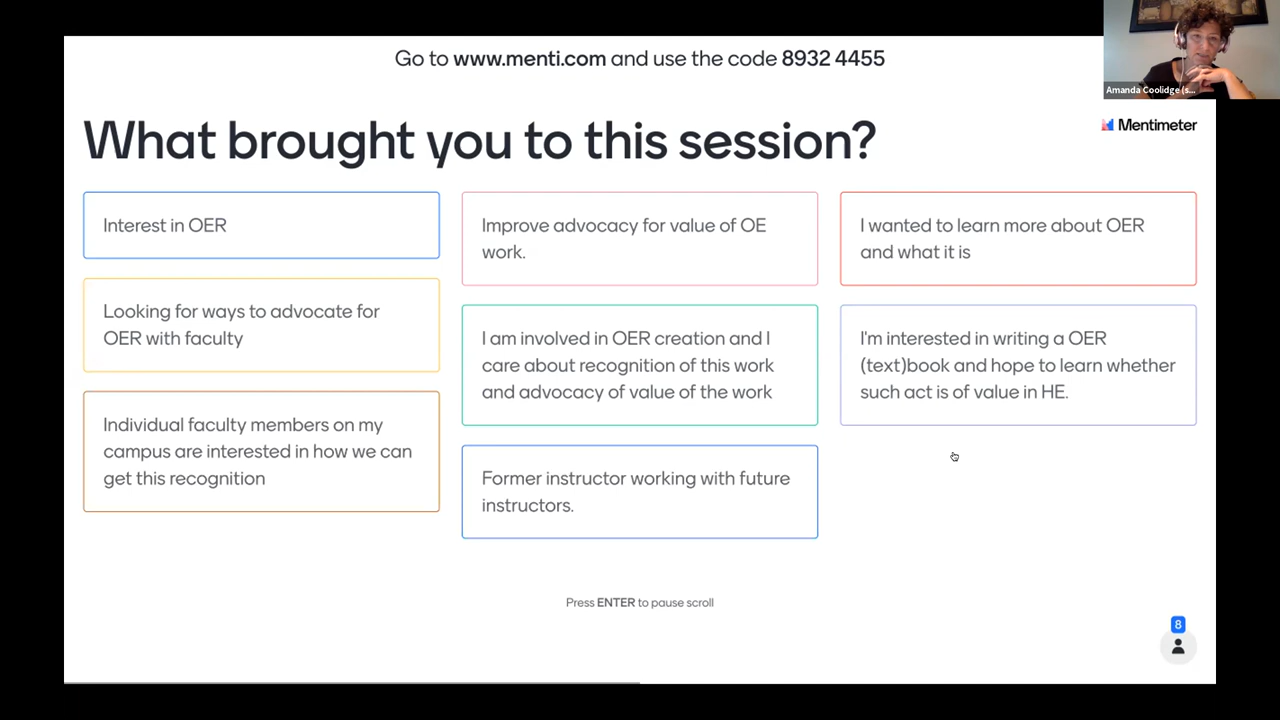 Go to www.menti.com and use the code 8932 4455
Amanda Coolidge (s...
Mentimeter
What brought you to this session?
Interest in OER
Looking for ways to advocate for
OER with faculty
Individual faculty members on my
campus are interested in how we can
get this recognition
Improve advocacy for value of OE
work.
I am involved in OER creation and I
care about recognition of this work
and advocacy of value of the work
Former instructor working with future
instructors.
I wanted to learn more about OER
and what it is
I'm interested in writing a OER
(text)book and hope to learn whether
such act is of value in HE.
Press ENTER to pause scroll
8